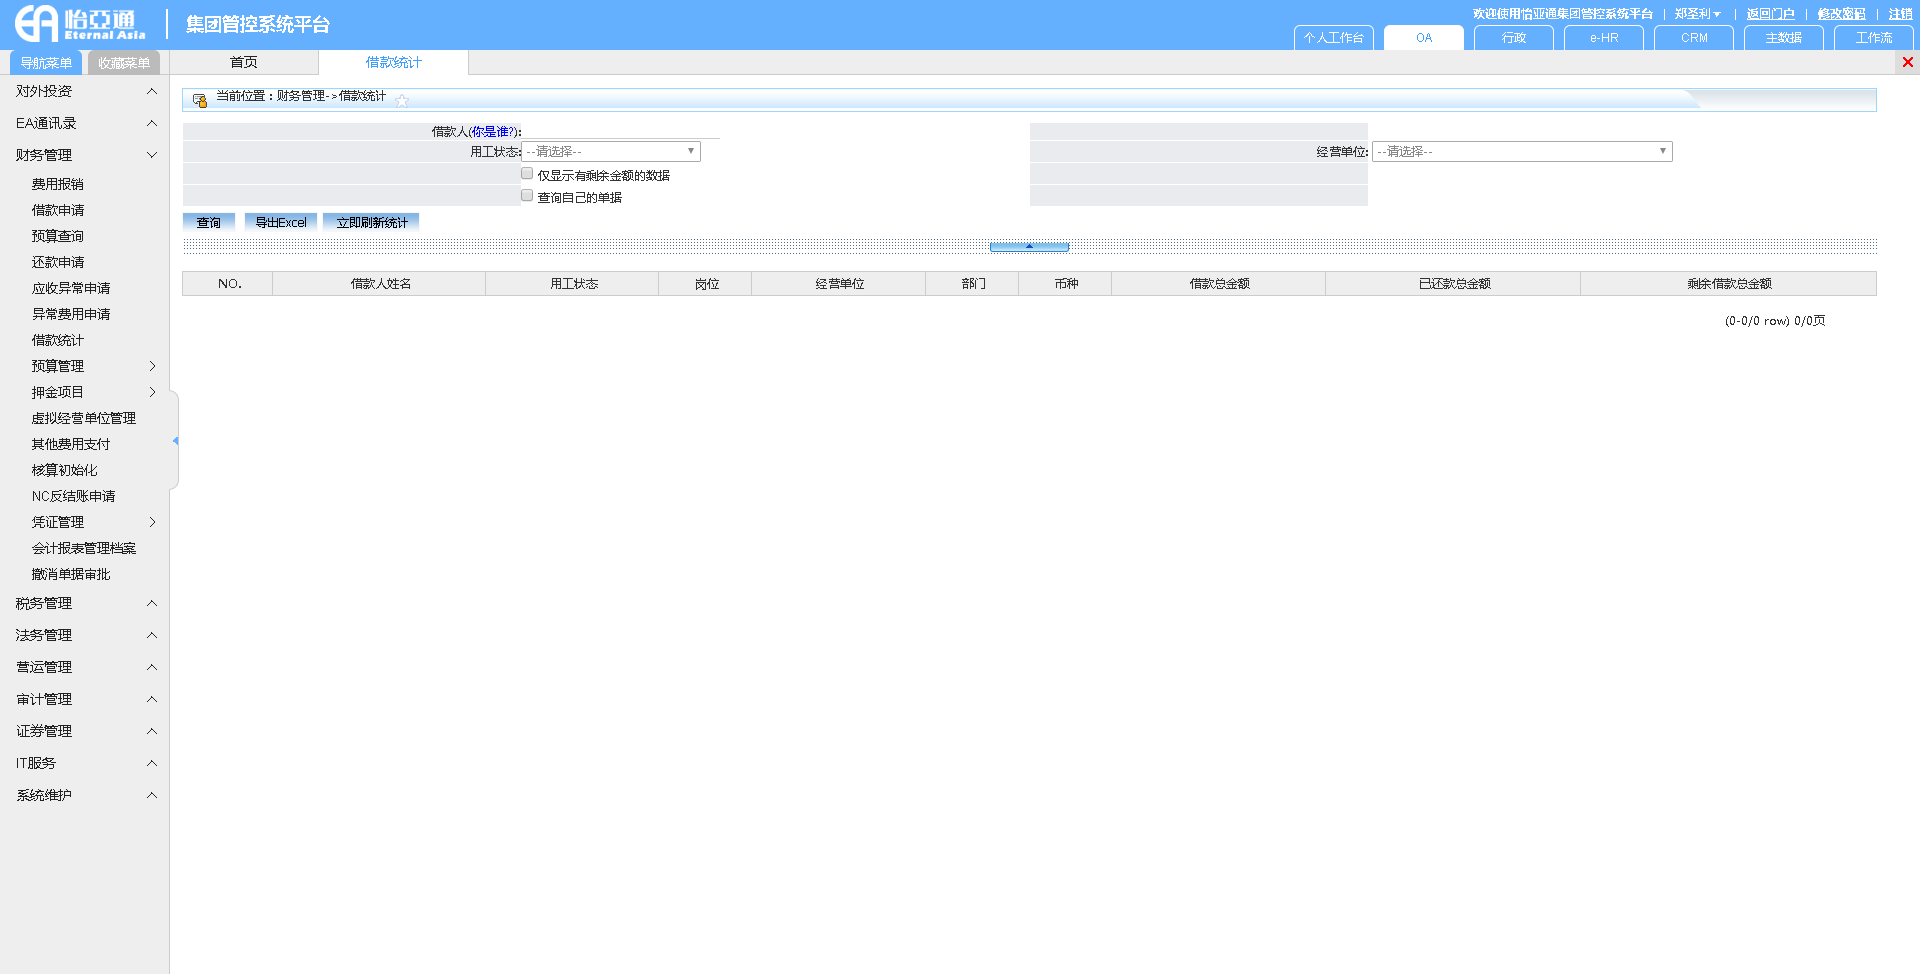 怡亞通
Eternal Asia
集团管控系统平台
欢迎使用怡亚通集团管控系统平台 | 郑圣利▼ | 返回门户 | 修改密码 | 注销
个人工作台 OA 行政 e-HR CRM 主数据 工作流
导航菜单 收藏菜单 首页 借款统计
对外投资
EA通讯录
财务管理
费用报销
借款申请
预算查询
还款申请
应收异常申请
异常费用申请
借款统计
预算管理
押金项目
虚拟经营单位管理
其他费用支付
核算初始化
NC反结账申请
凭证管理
会计报表管理档案
撤消单据审批
税务管理
法务管理
营运管理
审计管理
证券管理
IT服务
系统维护
当前位置：财务管理->借款统计
借款人(你是谁?):
用工状态: --请选择-- 经营单位: --请选择--
仅显示有剩余金额的数据
查询自己的单据
查询 导出Excel 立即刷新统计
NO. 借款人姓名 用工状态 岗位 经营单位 部门 币种 借款总金额 已还款总金额 剩余借款总金额
(0-0/0 row) 0/0页